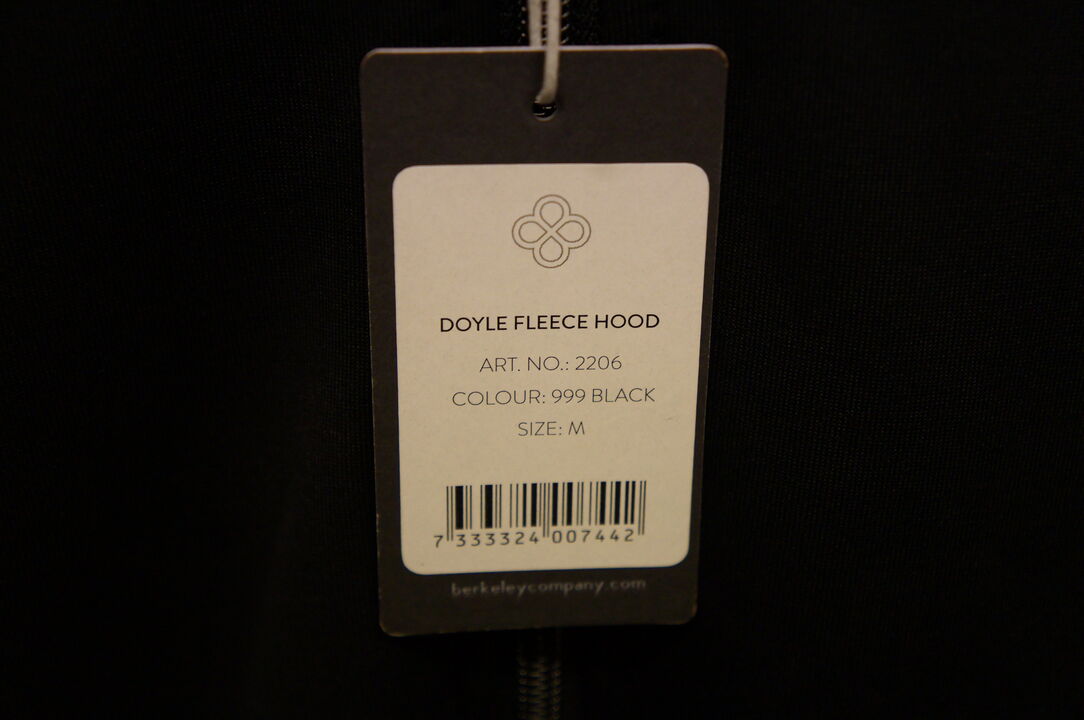 DOYLE FLEECE HOOD
ART. NO.: 2206
COLOUR: 999 BLACK
SIZE: M
7 333324 007442
berkeleycompany.com